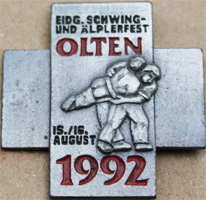 EIDG. SCHWING-
UND ÄLPLERFEST
OLTEN
15./16.
AUGUST
1992